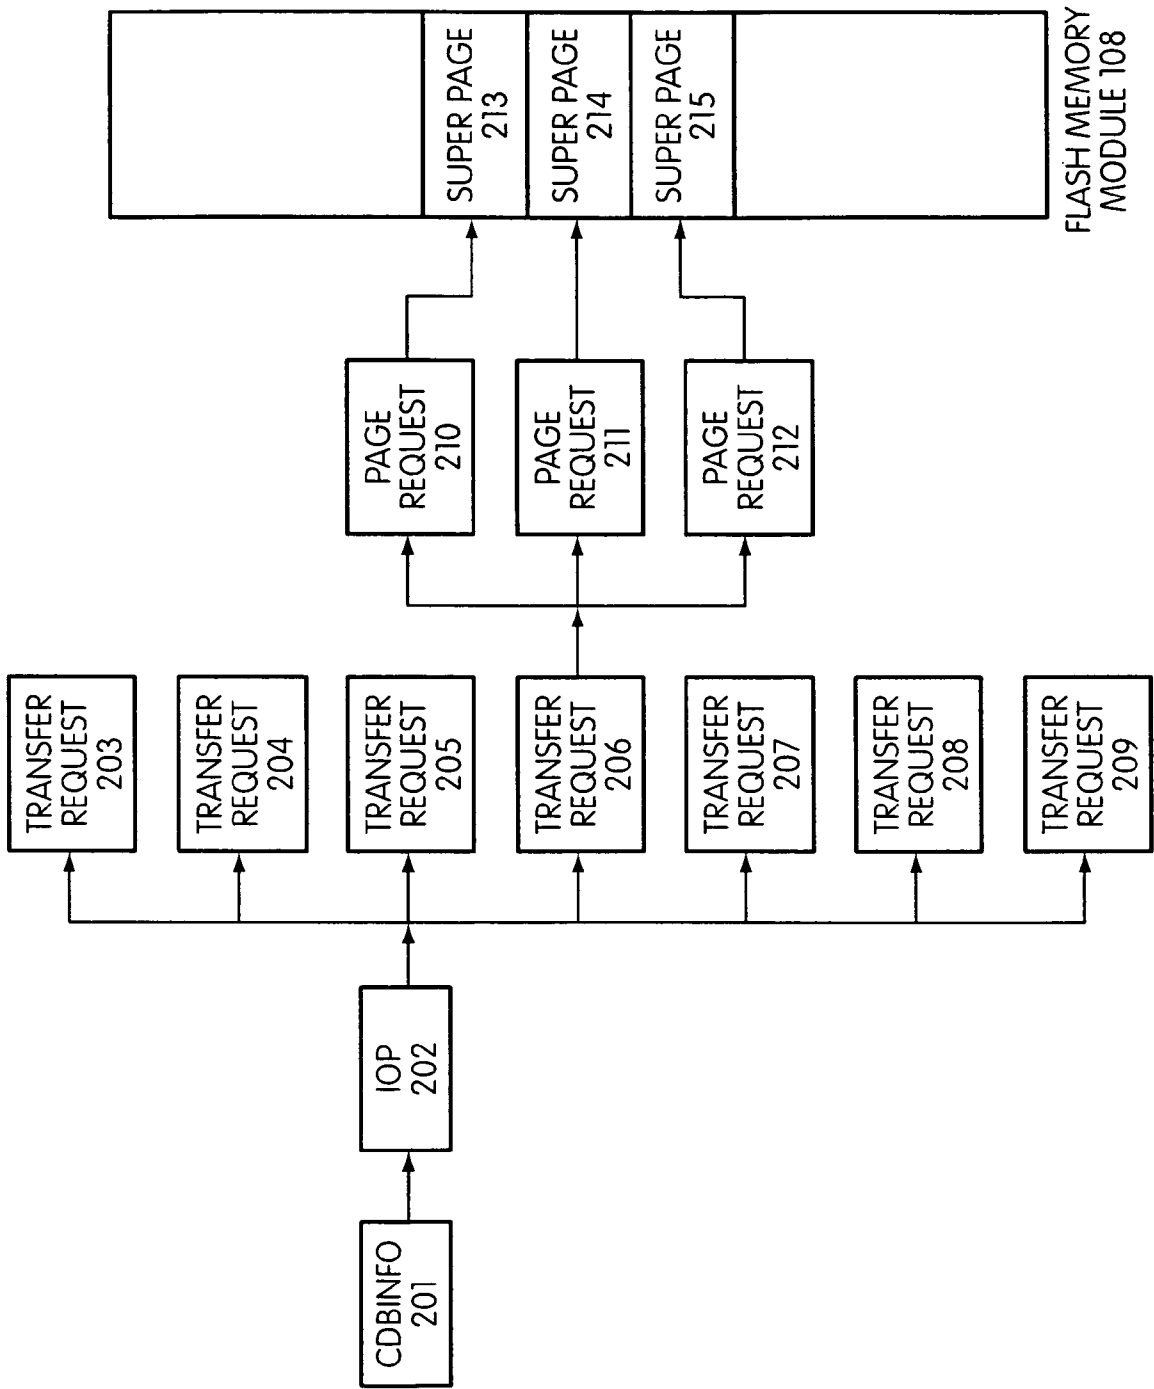 CDBINFO
201
IOP
202
TRANSFER
REQUEST
203
TRANSFER
REQUEST
204
TRANSFER
REQUEST
205
TRANSFER
REQUEST
206
TRANSFER
REQUEST
207
TRANSFER
REQUEST
208
TRANSFER
REQUEST
209
PAGE
REQUEST
210
PAGE
REQUEST
211
PAGE
REQUEST
212
SUPER PAGE
213
SUPER PAGE
214
SUPER PAGE
215
FLASH MEMORY
MODULE 108